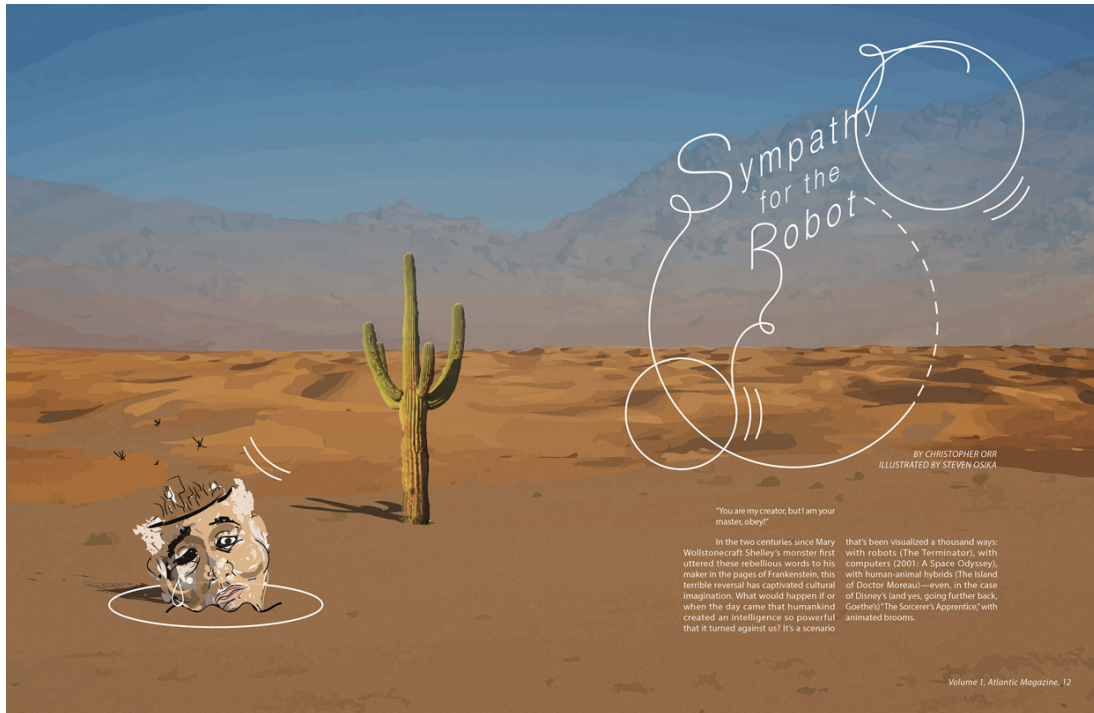 Sympathy
for the
Robot
BY CHRISTOPHER ORR
ILLUSTRATED BY STEVEN OSIKA
"You are my creator, but I am your
master, obey!"
In the two centuries since Mary
Wollstonecraft Shelley's monster first
uttered these rebellious words to his
maker in the pages of Frankenstein, this
terrible reversal has captivated cultural
imagination. What would happen if or
when the day came that humankind
created an intelligence so powerful
that it turned against us? It's a scenario
that's been visualized a thousand ways:
with robots (The Terminator), with
computers (2001: A Space Odyssey),
with human-animal hybrids (The Island
of Doctor Moreau)—even, in the case
of Disney's (and yes, going further back,
Goethe's) "The Sorcerer's Apprentice," with
animated brooms.
Volume 1, Atlantic Magazine, 12